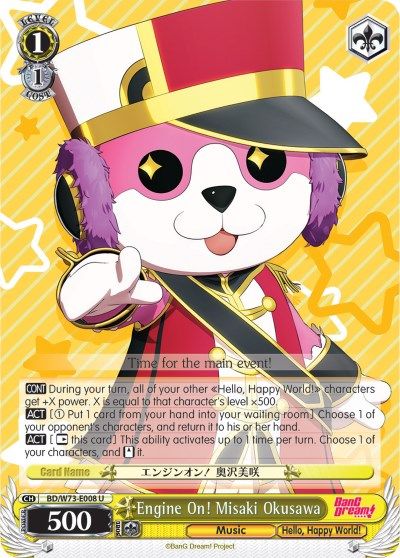 LEVEL
1
1
COST
Time for the main event!
CONT During your turn, all of your other «Hello, Happy World!» characters
get +X power. X is equal to that character's level ×500.
ACT [① Put 1 card from your hand into your waiting room] Choose 1 of
your opponent's characters, and return it to his or her hand.
ACT [ this card] This ability activates up to 1 time per turn. Choose 1 of
your characters, and it.
Card Name エンジンオン! 奥沢美咲
CH BD/W73-E008 U
Engine On! Misaki Okusawa
BanG Dream!
POWER 500 SOUL
Music
Hello, Happy World!
©BanG Dream! Project